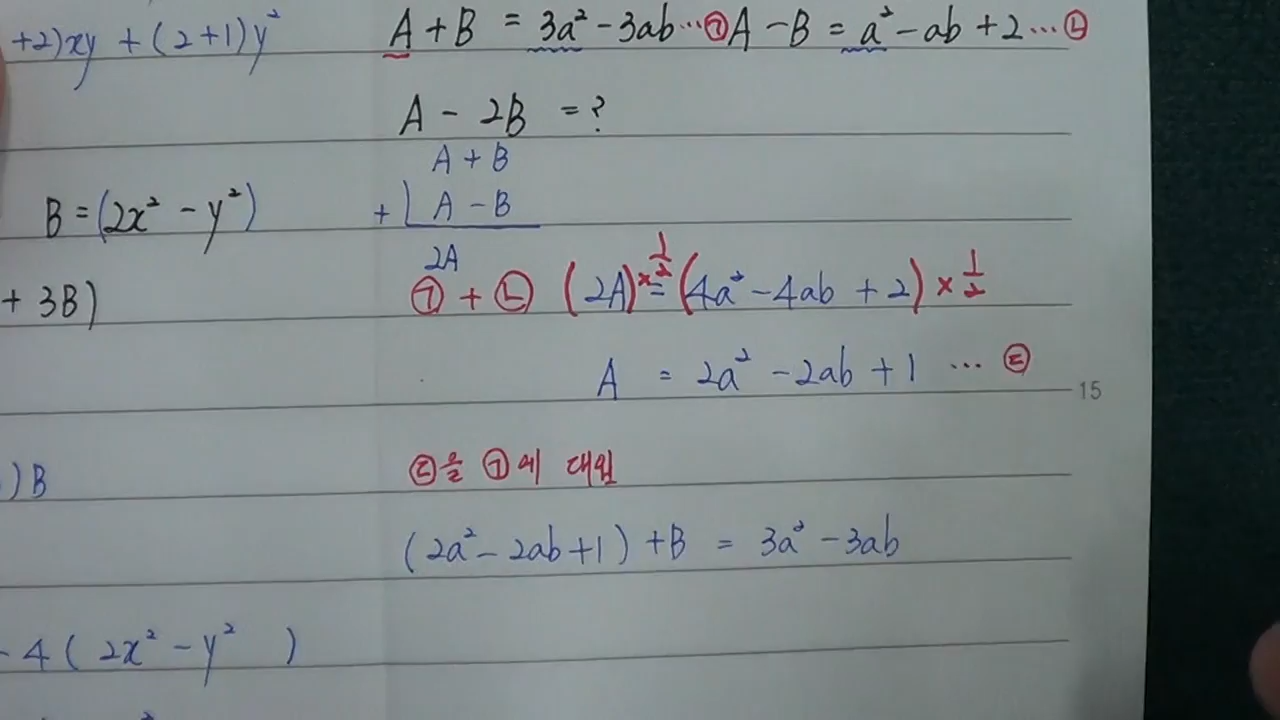 +2)xy + (2+1)y²
A + B = 3a² - 3ab ... ㉠ A - B = a² - ab + 2 ... ㉡
A - 2B = ?
A + B
B = (2x² - y²)
+ A - B
2A
+ 3B)
㉠ + ㉡ (2A) × 1/2 = (4a² - 4ab + 2) × 1/2
A = 2a² - 2ab + 1 ... ㉢
15
㉢을 ㉠에 대입
) B
(2a² - 2ab + 1) + B = 3a² - 3ab
- 4 ( 2x² - y² )